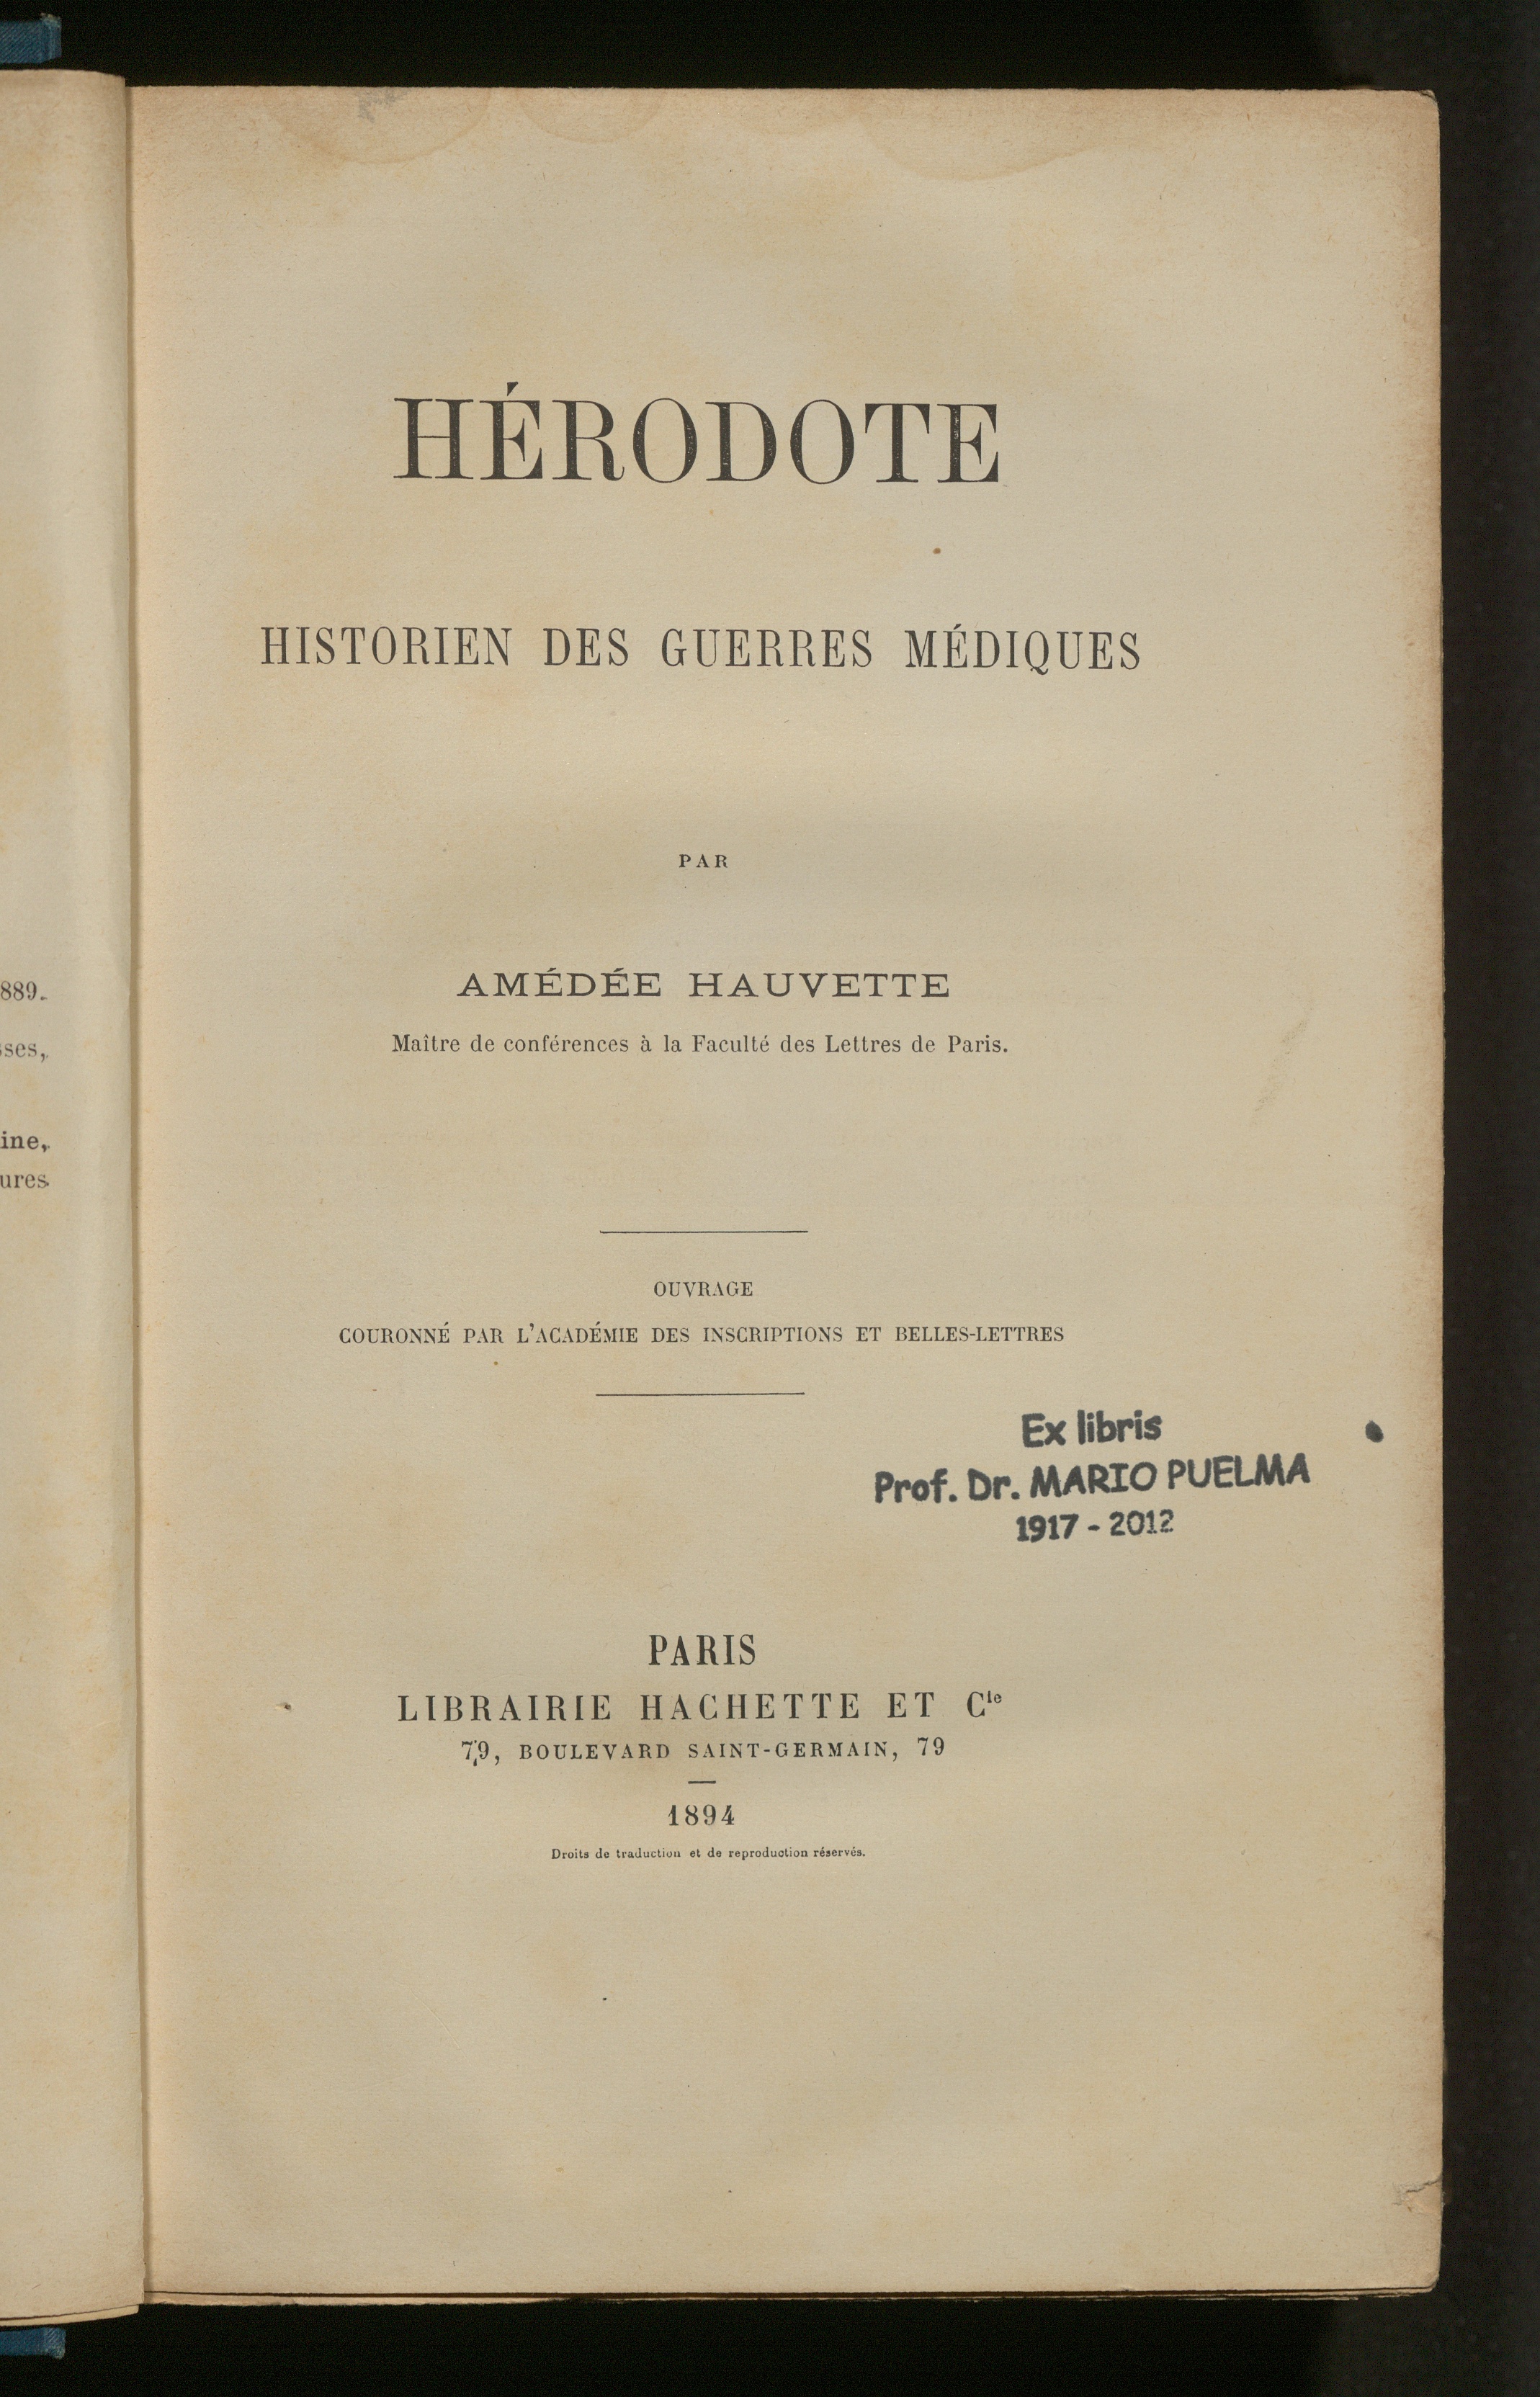 889.
ses,
ine,
ures
HÉRODOTE
HISTORIEN DES GUERRES MÉDIQUES
PAR
AMÉDÉE HAUVETTE
Maître de conférences à la Faculté des Lettres de Paris.
OUVRAGE
COURONNÉ PAR L'ACADÉMIE DES INSCRIPTIONS ET BELLES-LETTRES
Ex libris
Prof. Dr. MARIO PUELMA
1917 - 2012
PARIS
LIBRAIRIE HACHETTE ET Cie
79, BOULEVARD SAINT-GERMAIN, 79
1894
Droits de traduction et de reproduction réservés.